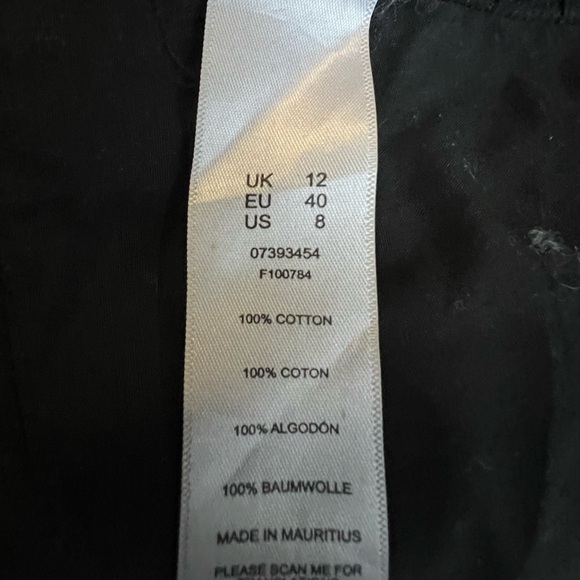 UK 12
EU 40
US 8
07393454
F100784
100% COTTON
100% COTON
100% ALGODÓN
100% BAUMWOLLE
MADE IN MAURITIUS
PLEASE SCAN ME FOR